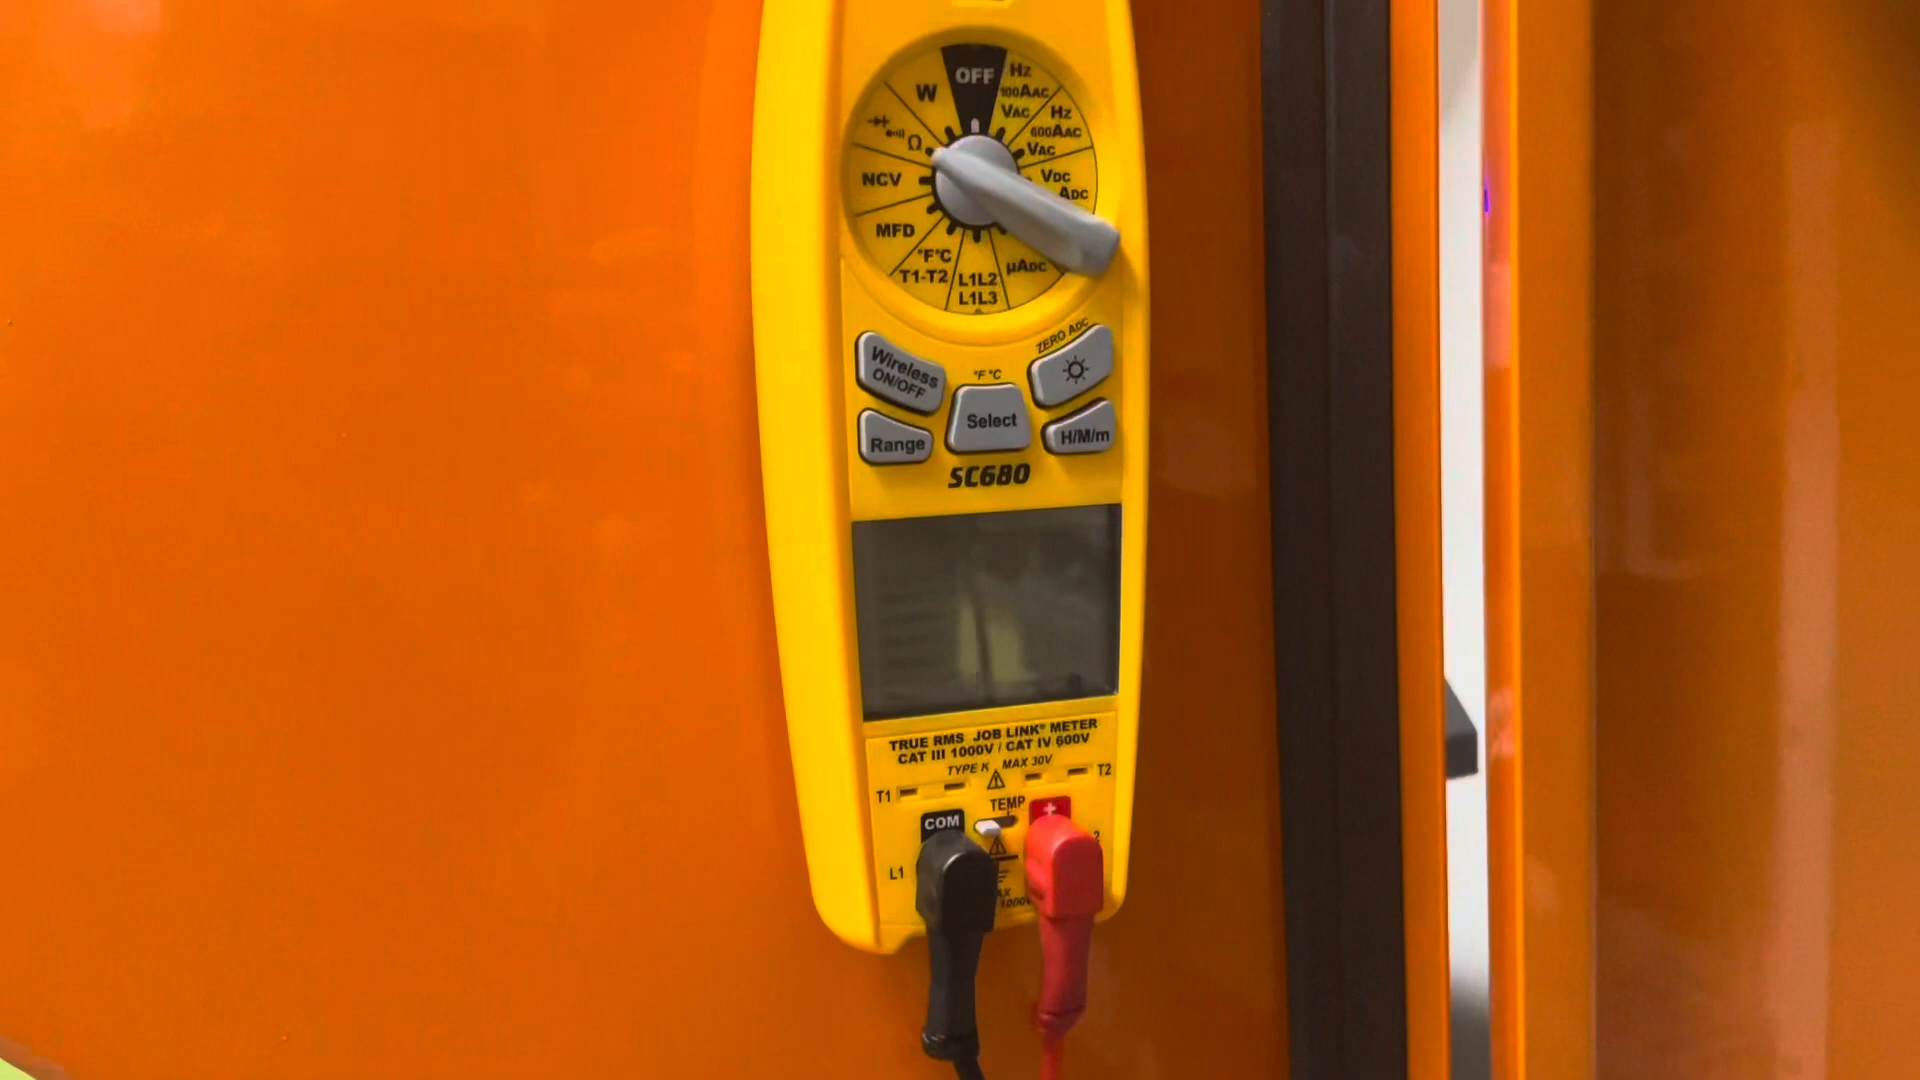 OFF
Hz
100AAC
VAC
Hz
600AAC
VAC
VDC
ADC
µADC
L1L2
L1L3
°F°C
T1-T2
MFD
NCV
Ω
W
Wireless
ON/OFF
ZERO ADC
°F °C
Select
Range
H/M/m
SC680
TRUE RMS JOB LINK® METER
CAT III 1000V / CAT IV 600V
TYPE K MAX 30V
T1
T2
TEMP
+
COM
L1
2
1000V